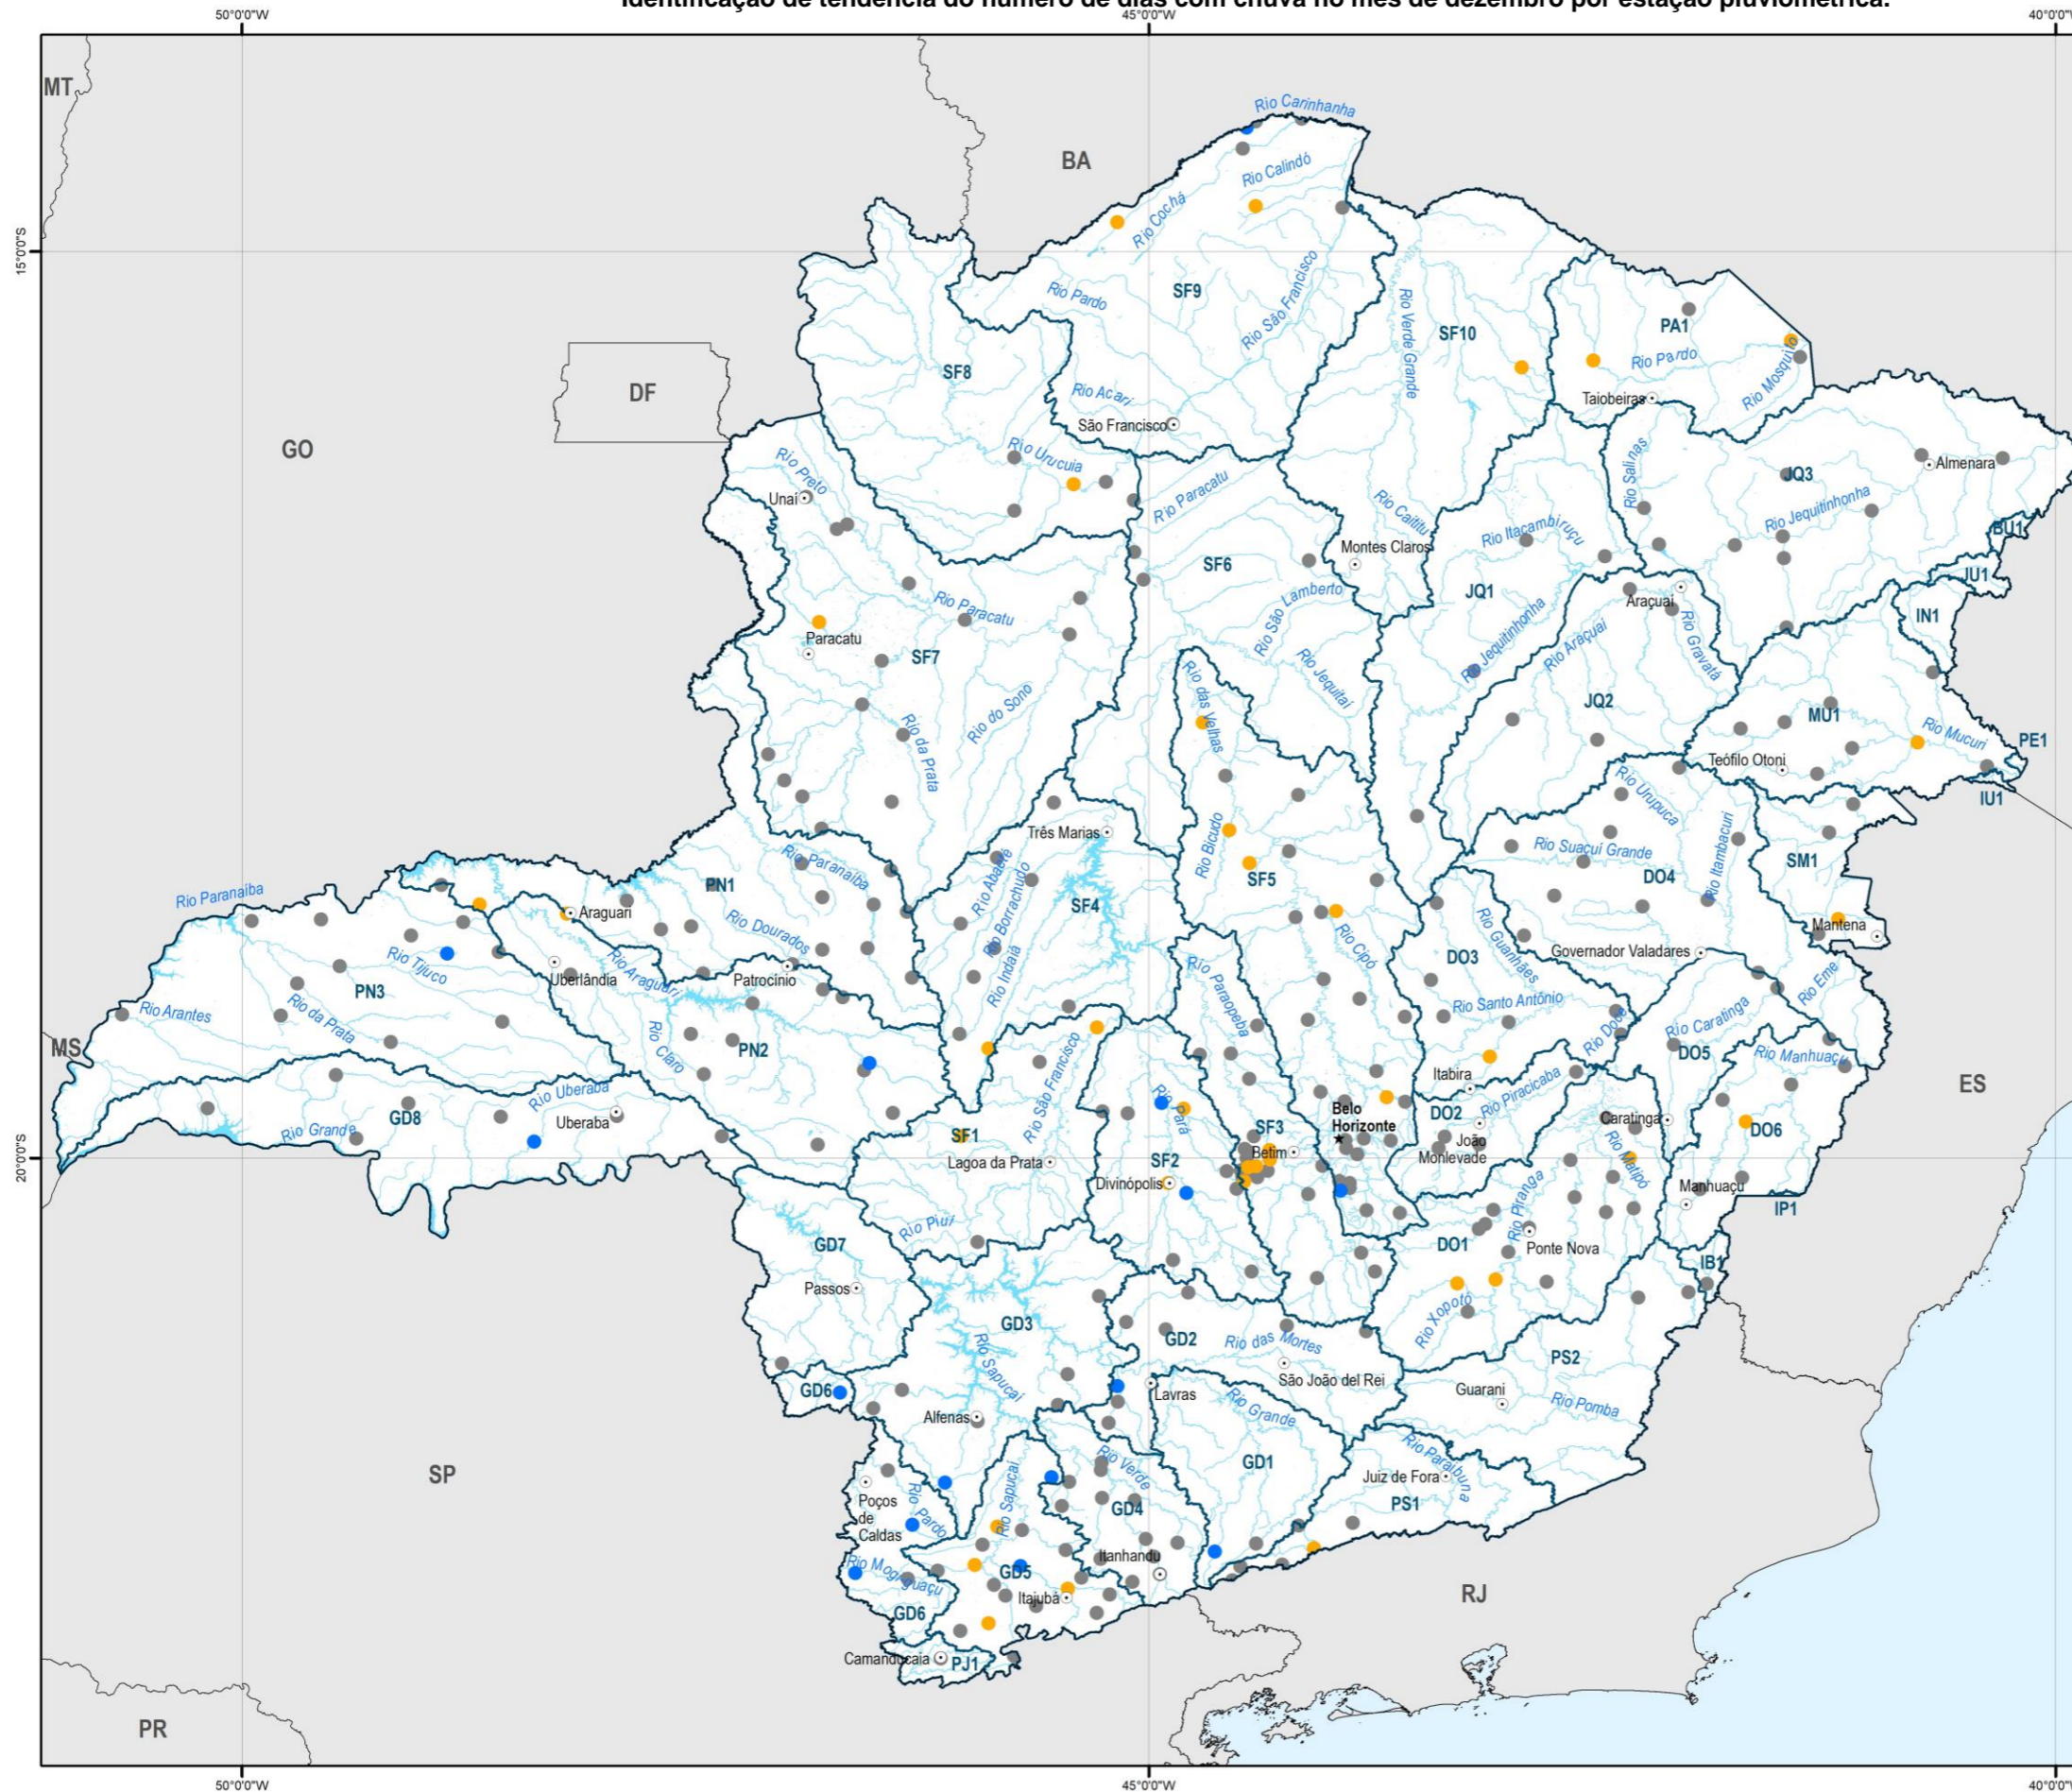 Identificação de tendência do número de dias com chuva no mês de dezembro por estação pluviométrica.
50°0'0"W
45°0'0"W
40°0'0"W
MT
Rio Carinhanha
BA
Rio Calindó
Rio Cochá
15°0'0"S
Rio Pardo
SF9
Rio São Francisco
Rio Verde Grande
SF10
PA1
Rio Pardo
Rio Mosquito
SF8
DF
Rio Acari
Taiobeiras
São Francisco
GO
Rio Urucuia
Rio Preto
Unaí
Rio Paracatu
Rio Caititu
Rio Salinas
JQ3
Almenara
Rio Jequitinhonha
BU1
Rio Itacambiruçu
Montes Claros
SF6
JU1
Rio Paracatu
Rio São Lamberto
JQ1
Araçuaí
IN1
Paracatu
SF7
Rio Jequitinhonha
Rio Araçuaí
Rio Gravatá
Rio das Velhas
Rio Jequitaí
JQ2
MU1
Rio Mucuri
PE1
Rio do Sono
Rio da Prata
Teófilo Otoni
IU1
Rio Urupuca
Três Marias
Rio Bicudo
Rio Suaçuí Grande
Rio Itambacuri
SM1
Rio Paranaíba
Rio Abaeté
SF5
DO4
PN1
Rio Paranaíba
Rio Borrachudo
SF4
Araguari
Rio Dourados
Mantena
Rio Cipó
Rio Guanhães
DO3
Governador Valadares
Rio Tijuco
Uberlândia
Rio Araguari
Patrocínio
Rio Indaiá
Rio Paraopeba
Rio Eme
PN3
Rio Arantes
Rio da Prata
Rio Santo Antônio
Rio Doce
Rio Caratinga
MS
Rio Claro
PN2
Rio São Francisco
DO5
Rio Manhuaçu
Itabira
ES
Rio Uberaba
Rio Pará
Rio Piracicaba
GD8
Uberaba
Belo
Horizonte
DO2
Caratinga
DO6
Rio Grande
SF1
SF3
João
Monlevade
20°0'0"S
Lagoa da Prata
SF2
Betim
Rio Matipó
Divinópolis
Manhuaçu
Rio Piranga
IP1
Rio Piuí
GD7
DO1
Ponte Nova
IB1
Passos
GD3
Rio Xopotó
GD2
Rio das Mortes
Rio Sapucaí
PS2
GD6
São João del Rei
Lavras
Guarani
Rio Pomba
Alfenas
Rio Grande
Rio Verde
GD1
Rio Paraibuna
SP
Juiz de Fora
Poços
de
Caldas
Rio Pardo
Rio Sapucaí
GD4
PS1
Itanhandu
Rio Mogi-guaçu
GD5
Itajubá
RJ
GD6
Camanducaia
PJ1
PR
50°0'0"W
45°0'0"W
40°0'0"W